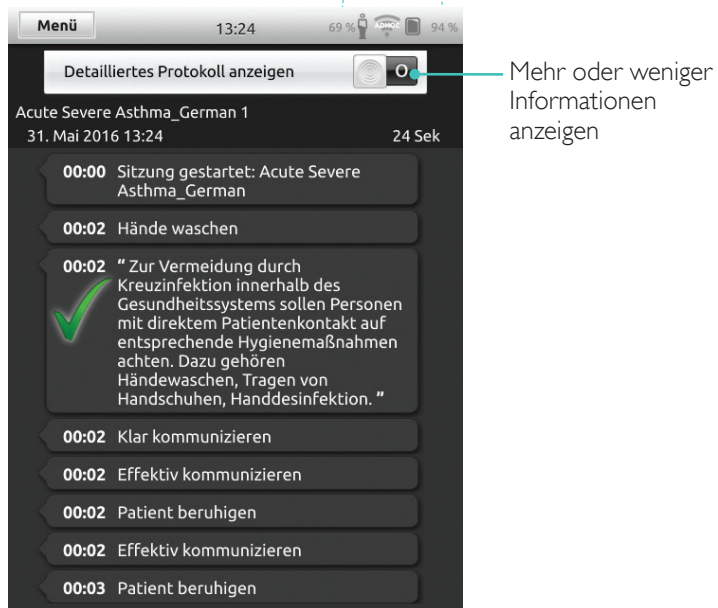 Menü 13:24 69 % ADHOC 94 %
Detailliertes Protokoll anzeigen O
Mehr oder weniger
Informationen
anzeigen
Acute Severe Asthma_German 1
31. Mai 2016 13:24 24 Sek
00:00 Sitzung gestartet: Acute Severe
Asthma_German
00:02 Hände waschen
00:02 “ Zur Vermeidung durch
Kreuzinfektion innerhalb des
Gesundheitssystems sollen Personen
mit direktem Patientenkontakt auf
entsprechende Hygienemaßnahmen
achten. Dazu gehören
Händewaschen, Tragen von
Handschuhen, Handdesinfektion. ”
00:02 Klar kommunizieren
00:02 Effektiv kommunizieren
00:02 Patient beruhigen
00:02 Effektiv kommunizieren
00:03 Patient beruhigen